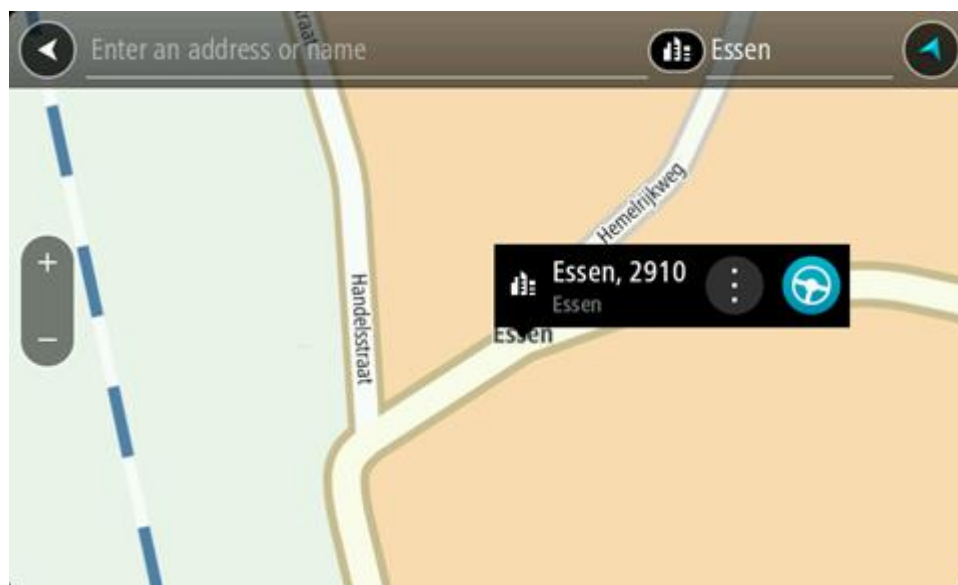 Enter an address or name
Essen
Hemelrijkweg
Essen, 2910
Essen
Essen
Handelsstraat